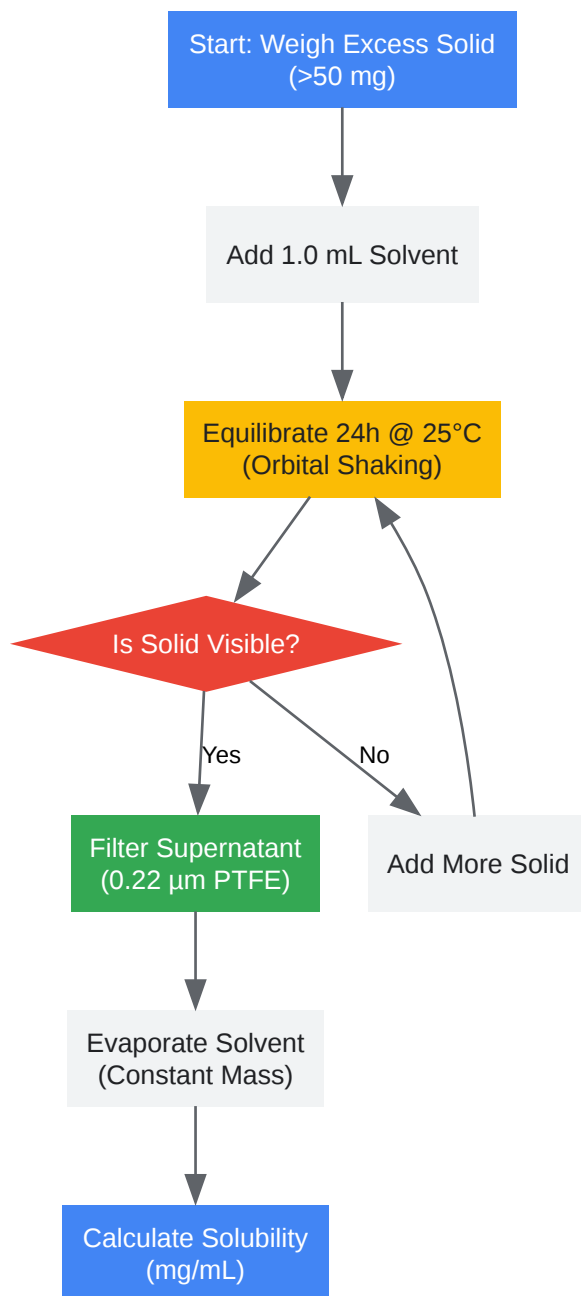 Start: Weigh Excess Solid
(>50 mg)
Add 1.0 mL Solvent
Equilibrate 24h @ 25°C
(Orbital Shaking)
Is Solid Visible?
Yes
No
Filter Supernatant
(0.22 µm PTFE)
Add More Solid
Evaporate Solvent
(Constant Mass)
Calculate Solubility
(mg/mL)